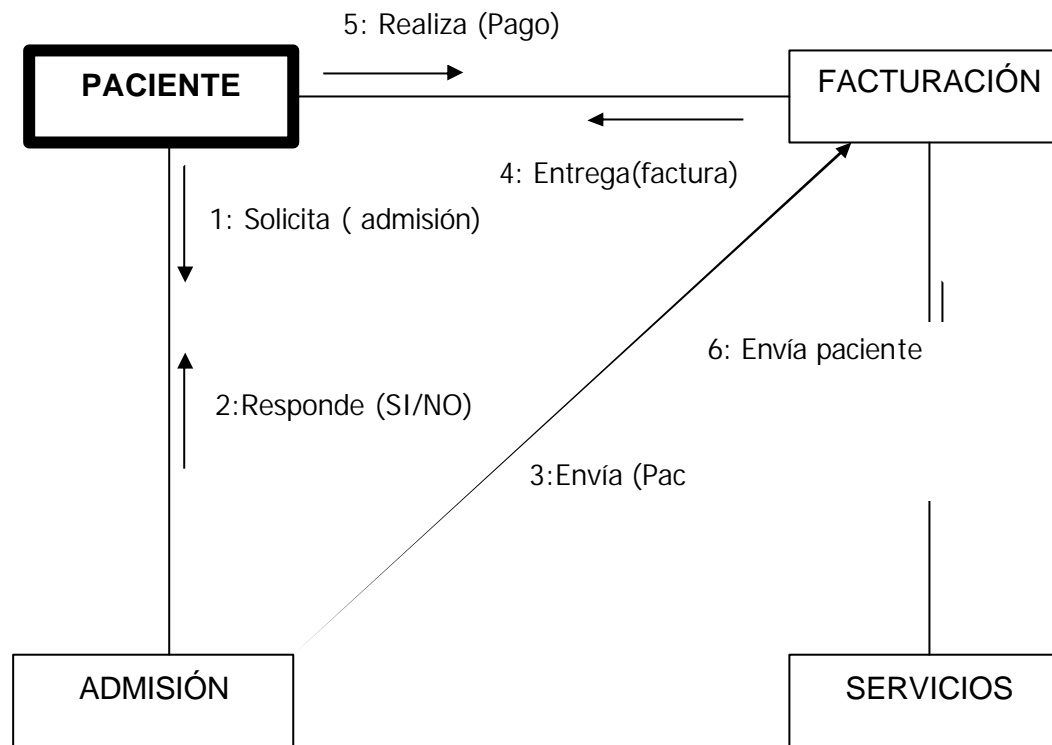 5: Realiza (Pago)
PACIENTE
FACTURACIÓN
4: Entrega(factura)
1: Solicita ( admisión)
6: Envía paciente
2:Responde (SI/NO)
3:Envía (Pac
ADMISIÓN
SERVICIOS